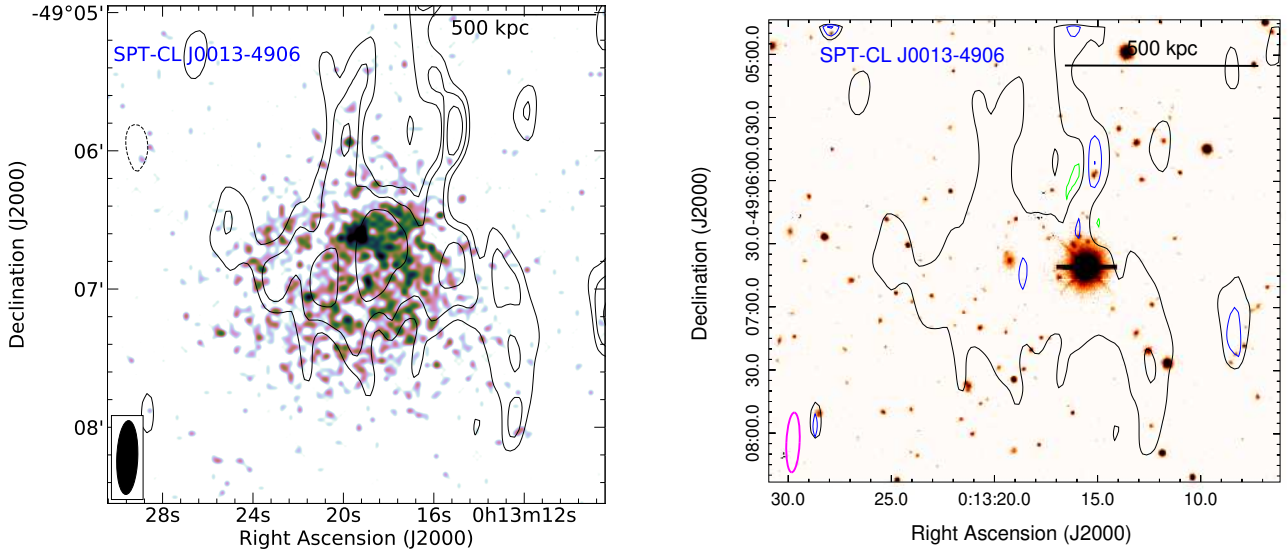 -49°05'
500 kpc
SPT-CL J0013-4906
06'
07'
08'
Declination (J2000)
28s 24s 20s 16s 0h13m12s
Right Ascension (J2000)
500 kpc
SPT-CL J0013-4906
05:00.0
30.0
-49:06:00.0
30.0
07:00.0
30.0
08:00.0
Declination (J2000)
30.0 25.0 0:13:20.0 15.0 10.0
Right Ascension (J2000)